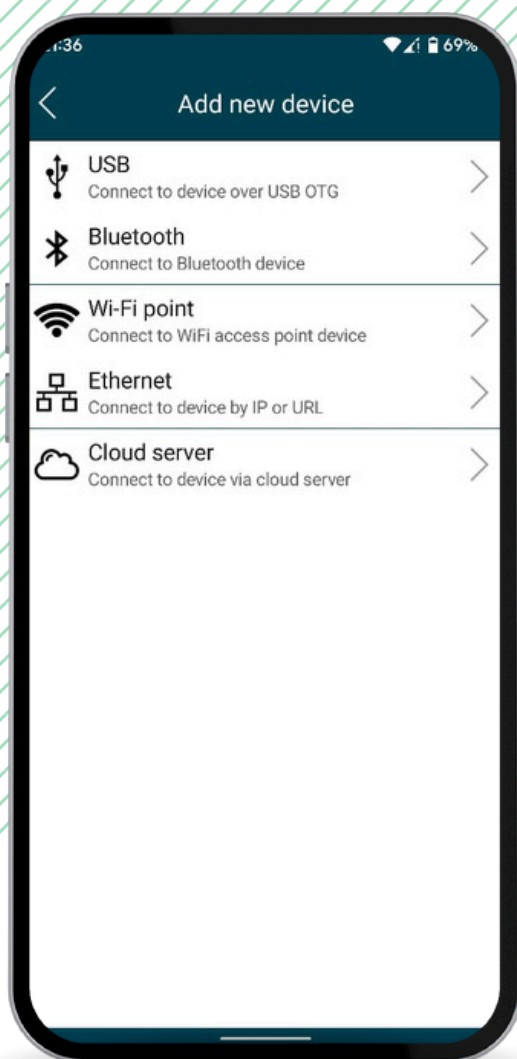 :36
69%
Add new device
USB
Connect to device over USB OTG
Bluetooth
Connect to Bluetooth device
Wi-Fi point
Connect to WiFi access point device
Ethernet
Connect to device by IP or URL
Cloud server
Connect to device via cloud server